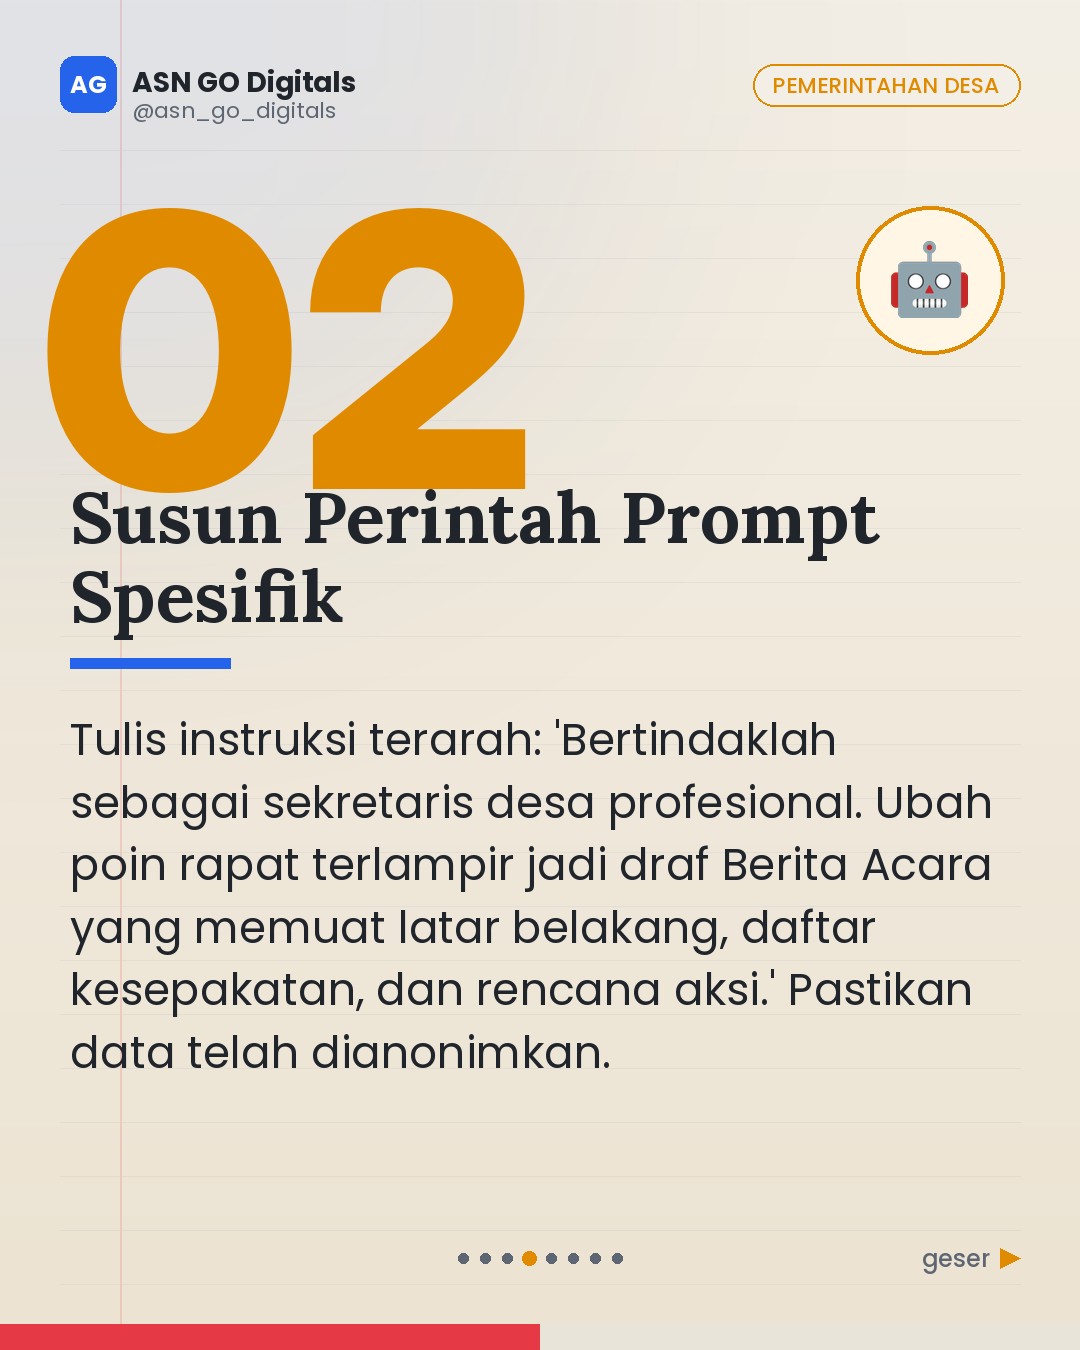 AG
ASN GO Digitals
@asn_go_digitals
PEMERINTAHAN DESA
02
Susun Perintah Prompt
Spesifik
Tulis instruksi terarah: 'Bertindaklah
sebagai sekretaris desa profesional. Ubah
poin rapat terlampir jadi draf Berita Acara
yang memuat latar belakang, daftar
kesepakatan, dan rencana aksi.' Pastikan
data telah dianonimkan.
geser